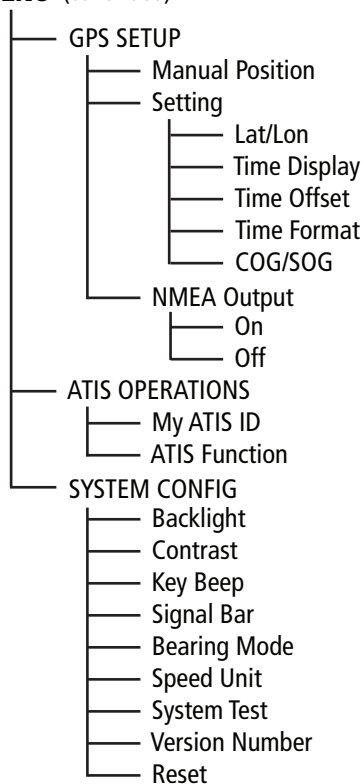 GPS SETUP
Manual Position
Setting
Lat/Lon
Time Display
Time Offset
Time Format
COG/SOG
NMEA Output
On
Off
ATIS OPERATIONS
My ATIS ID
ATIS Function
SYSTEM CONFIG
Backlight
Contrast
Key Beep
Signal Bar
Bearing Mode
Speed Unit
System Test
Version Number
Reset